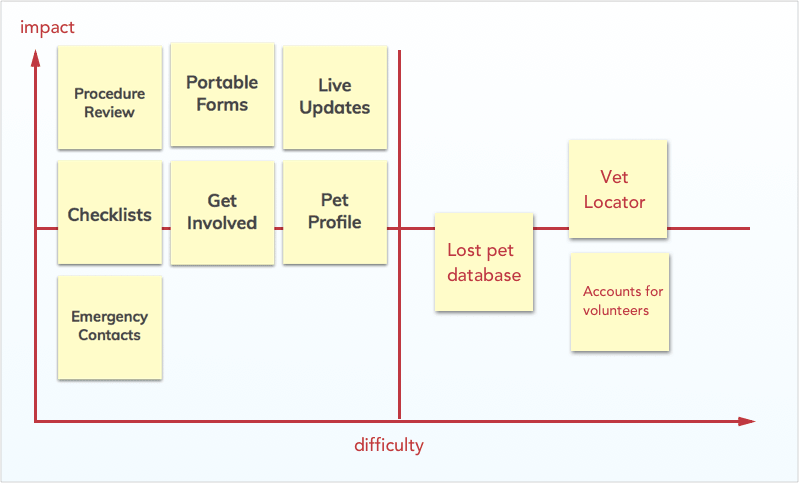 impact
Procedure
Review
Portable
Forms
Live
Updates
Checklists
Get
Involved
Pet
Profile
Vet
Locator
Lost pet
database
Accounts for
volunteers
Emergency
Contacts
difficulty